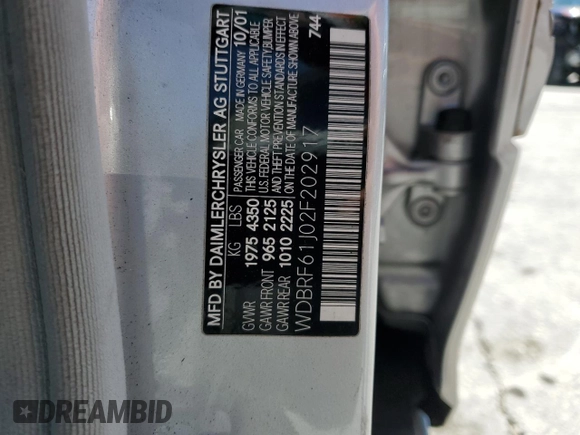 MFD BY DAIMLERCHRYSLER AG STUTTGART
KG LBS PASSENGER CAR MADE IN GERMANY 10/01
GVWR 1975 4350 THIS VEHICLE CONFORMS TO ALL APPLICABLE
GAWR FRONT 965 2125 U.S. FEDERAL MOTOR VEHICLE SAFETY,BUMPER
GAWR REAR 1010 2225 AND THEFT PREVENTION STANDARDS IN EFFECT
ON THE DATE OF MANUFACTURE SHOWN ABOVE.
744
WDBRF61J02F202917
DREAMBID